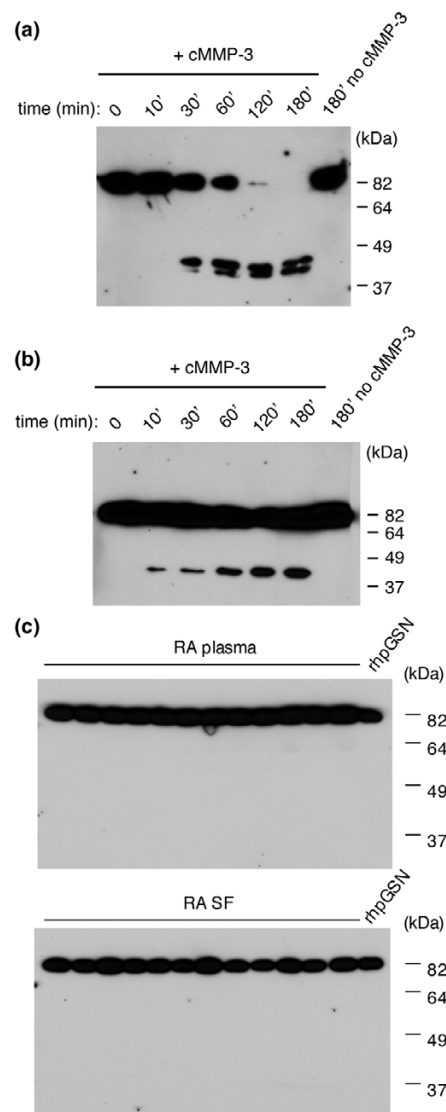 (a)
+ cMMP-3
time (min): 0 10' 30' 60' 120' 180' 180' no cMMP-3
(kDa)
82
64
49
37
(b)
+ cMMP-3
time (min): 0 10' 30' 60' 120' 180' 180' no cMMP-3
(kDa)
82
64
49
37
(c)
RA plasma rhpGSN
(kDa)
82
64
49
37
RA SF rhpGSN
(kDa)
82
64
49
37